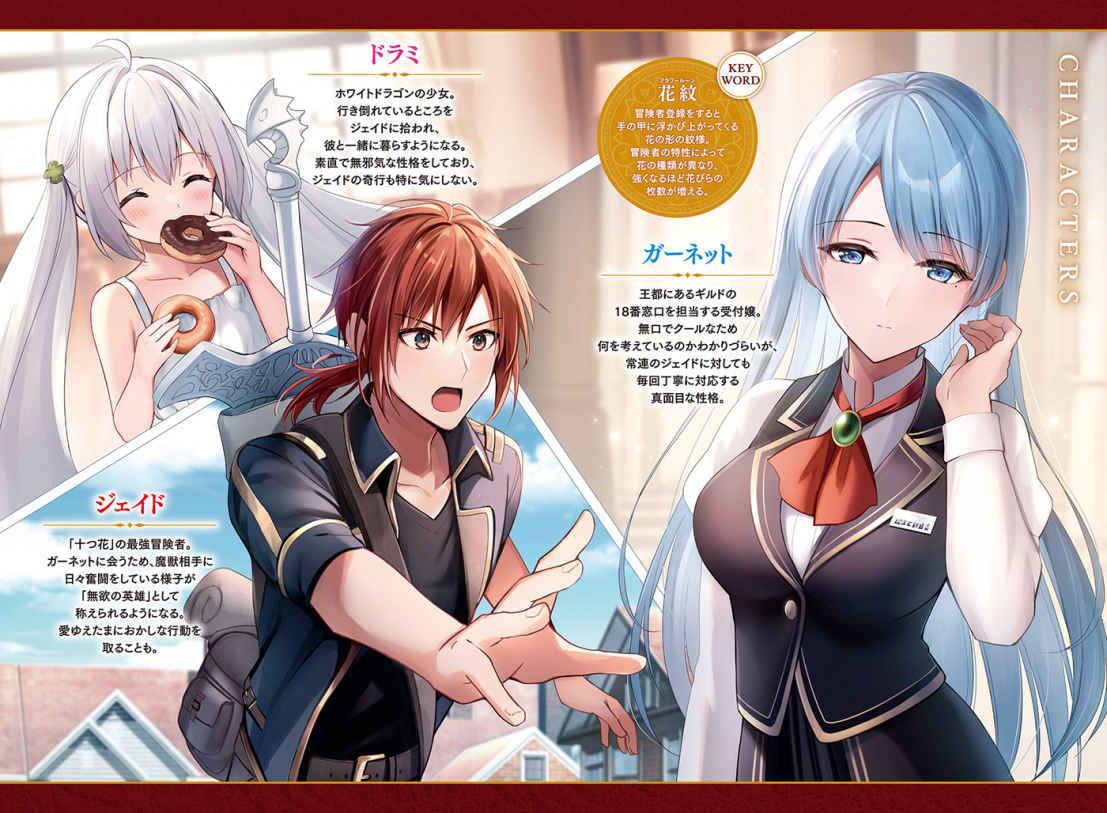 CHARACTERS
ドラミ
ホワイトドラゴンの少女。
行き倒れているところを
ジェイドに拾われ、
彼と一緒に暮らすようになる。
素直で無邪気な性格をしており、
ジェイドの奇行も特に気にしない。
KEY
WORD
フラワールーン
花紋
冒険者登録をすると
手の甲に浮かび上がってくる
花の形の紋様。
冒険者の特性によって
花の種類が異なり、
強くなるほど花びらの
枚数が増える。
ガーネット
王都にあるギルドの
18番窓口を担当する受付嬢。
無口でクールなため
何を考えているのかわかりづらいが、
常連のジェイドに対しても
毎回丁寧に対応する
真面目な性格。
ジェイド
「十つ花」の最強冒険者。
ガーネットに会うため、魔獣相手に
日々奮闘をしている様子が
「無欲の英雄」として
称えられるようになる。
愛ゆえたまにおかしな行動を
取ることも。